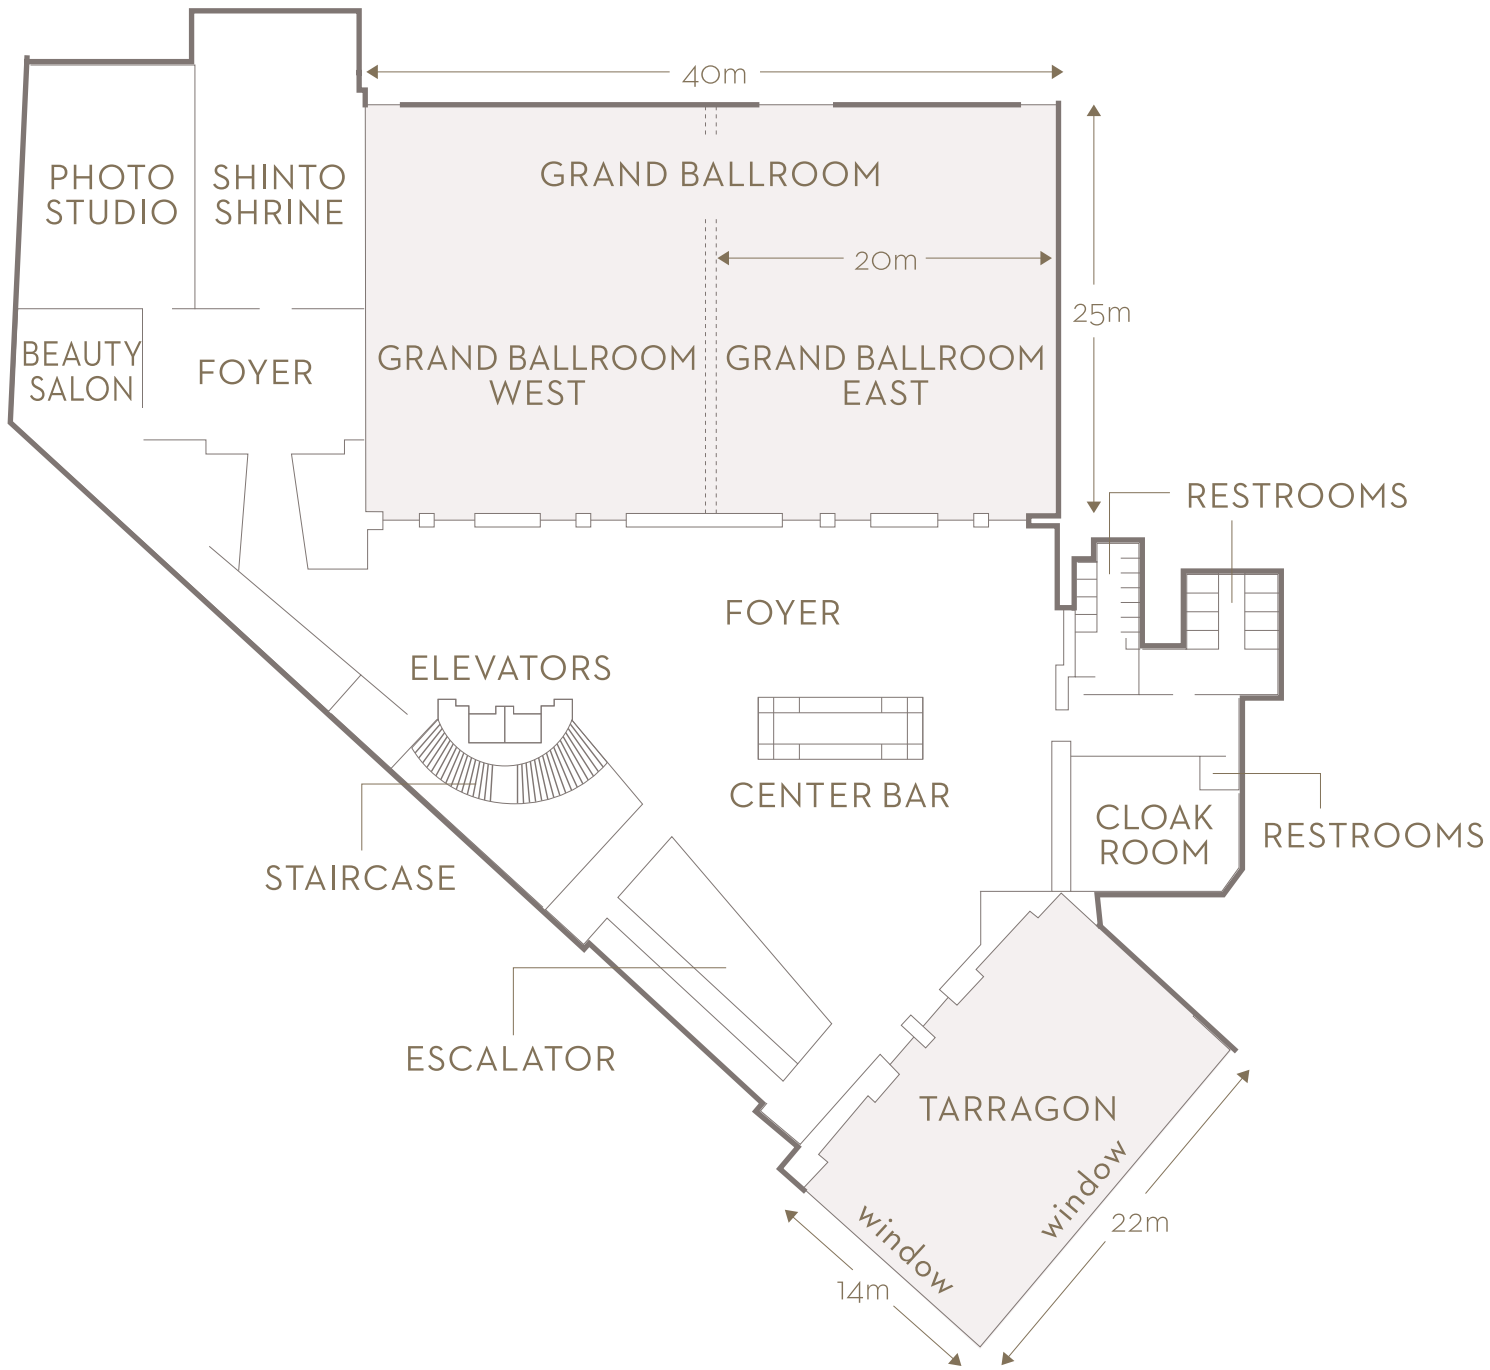 40m
PHOTO
STUDIO
SHINTO
SHRINE
GRAND BALLROOM
20m
25m
BEAUTY
SALON
FOYER
GRAND BALLROOM
WEST
GRAND BALLROOM
EAST
RESTROOMS
FOYER
ELEVATORS
CENTER BAR
CLOAK
ROOM
RESTROOMS
STAIRCASE
ESCALATOR
TARRAGON
window
window
22m
14m